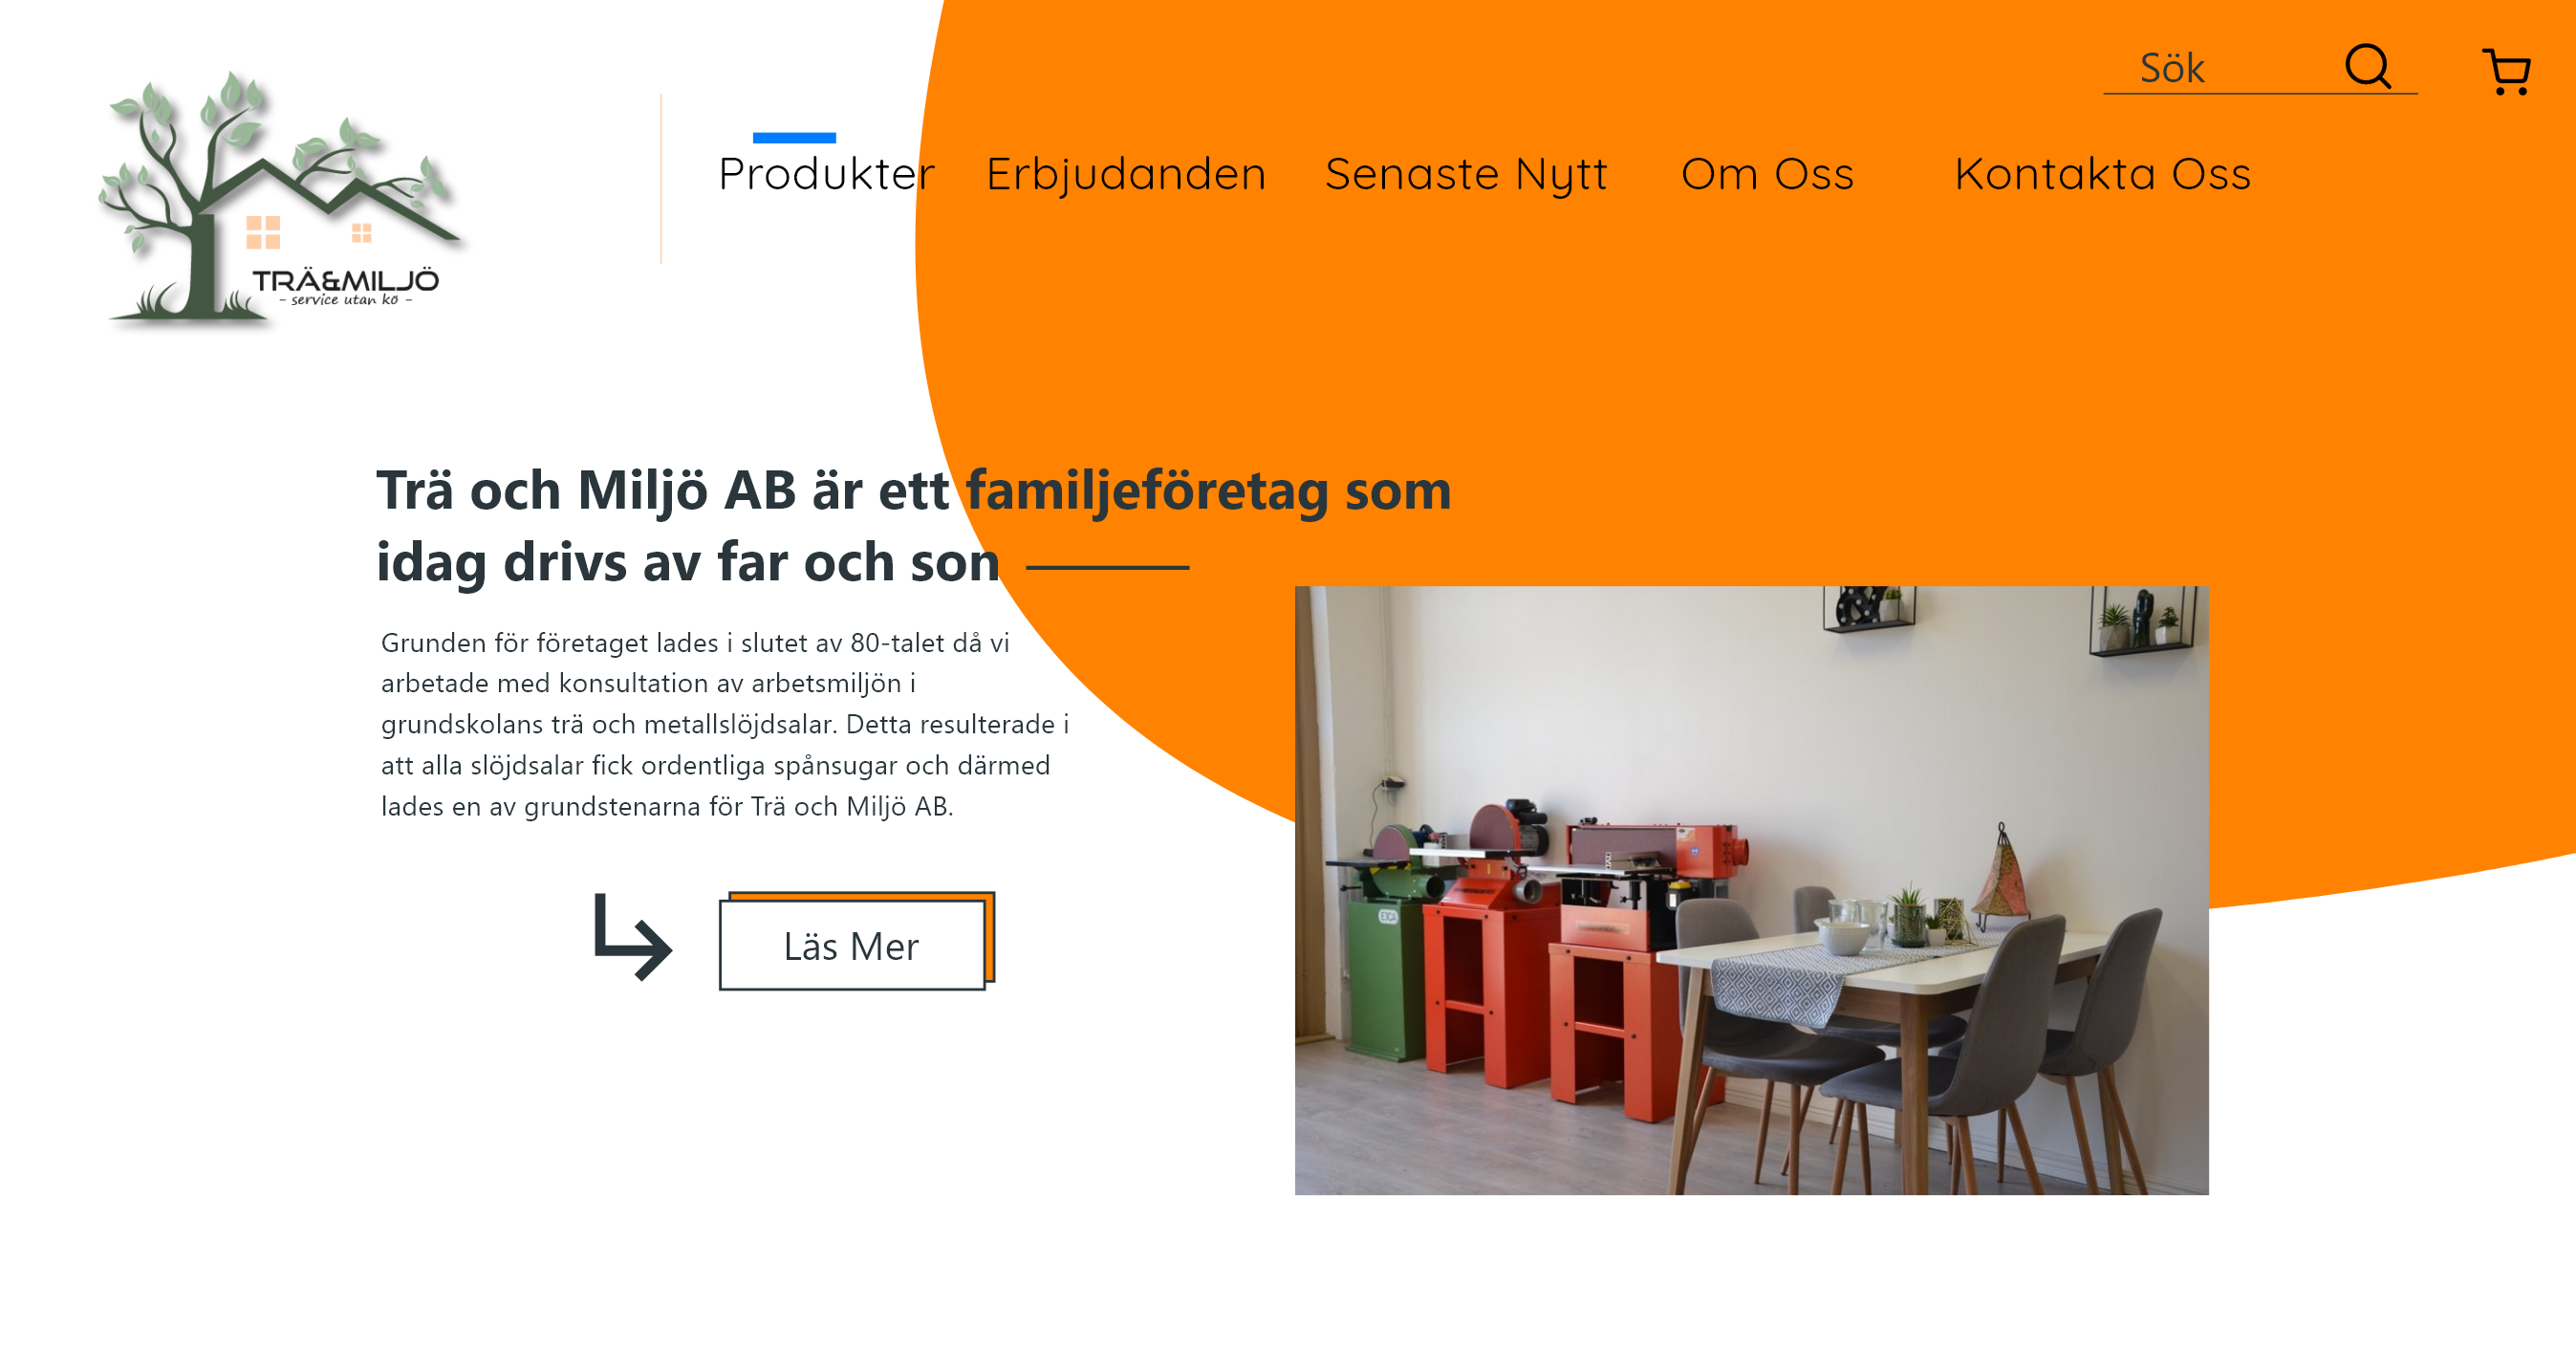 Sök
Produkter
Erbjudanden
Senaste Nytt
Om Oss
Kontakta Oss
TRÄ&MILJÖ
- service utan kö -
Trä och Miljö AB är ett familjeföretag som
idag drivs av far och son
Grunden för företaget lades i slutet av 80-talet då vi
arbetade med konsultation av arbetsmiljön i
grundskolans trä och metallslöjdsalar. Detta resulterade i
att alla slöjdsalar fick ordentliga spånsugar och därmed
lades en av grundstenarna för Trä och Miljö AB.
Läs Mer